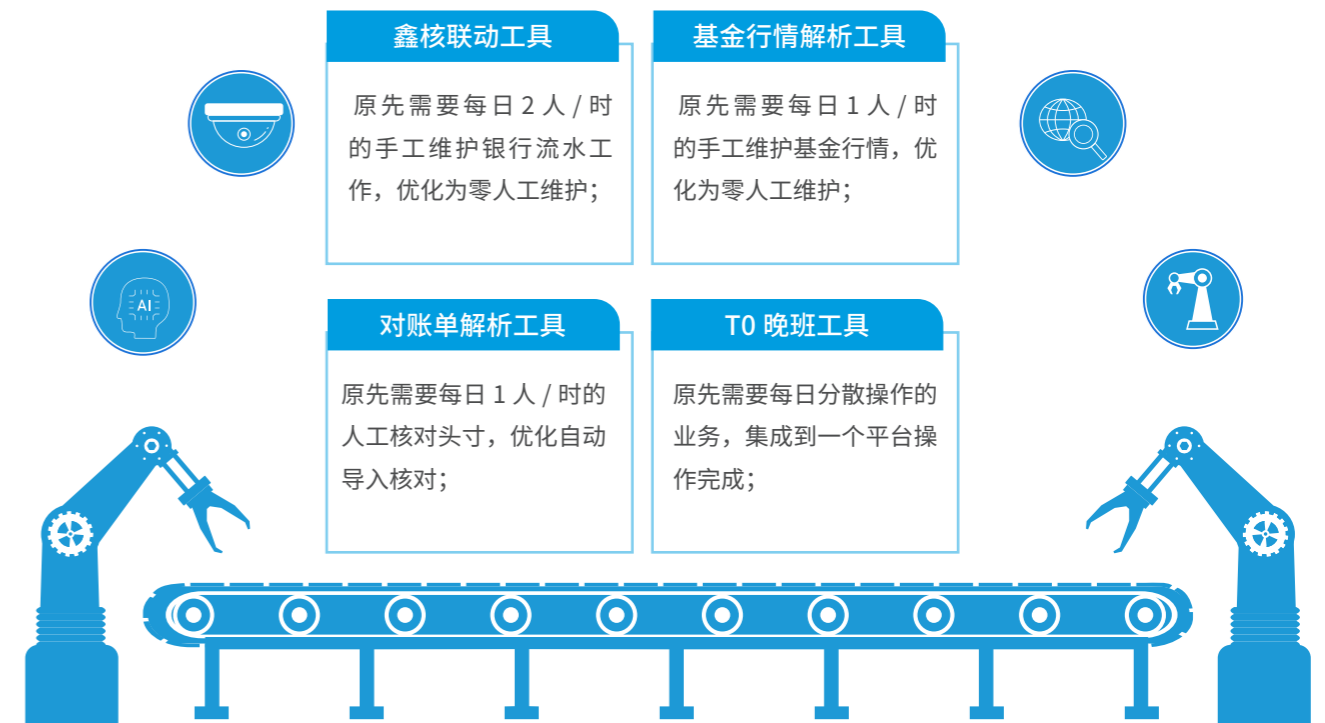 鑫核联动工具
原先需要每日2人/时
的手工维护银行流水工
作，优化为零人工维护；
基金行情解析工具
原先需要每日1人/时
的手工维护基金行情，优
化为零人工维护；
AI
对账单解析工具
原先需要每日1人/时的
人工核对头寸，优化自动
导入核对；
T0晚班工具
原先需要每日分散操作的
业务，集成到一个平台操
作完成；